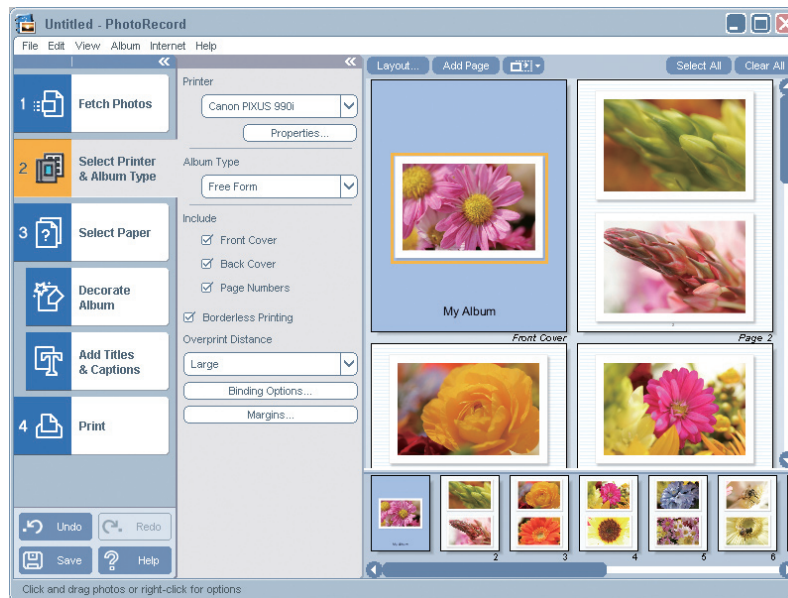 Untitled - PhotoRecord
File Edit View Album Internet Help
1 Fetch Photos
2 Select Printer
& Album Type
3 Select Paper
Decorate
Album
Add Titles
& Captions
4 Print
Undo Redo
Save Help
Printer
Canon PIXUS 990i
Properties...
Album Type
Free Form
Include
Front Cover
Back Cover
Page Numbers
Borderless Printing
Overprint Distance
Large
Binding Options...
Margins...
Layout... Add Page Select All Clear All
My Album
Front Cover Page 2
2 3 4 5 6
Click and drag photos or right-click for options